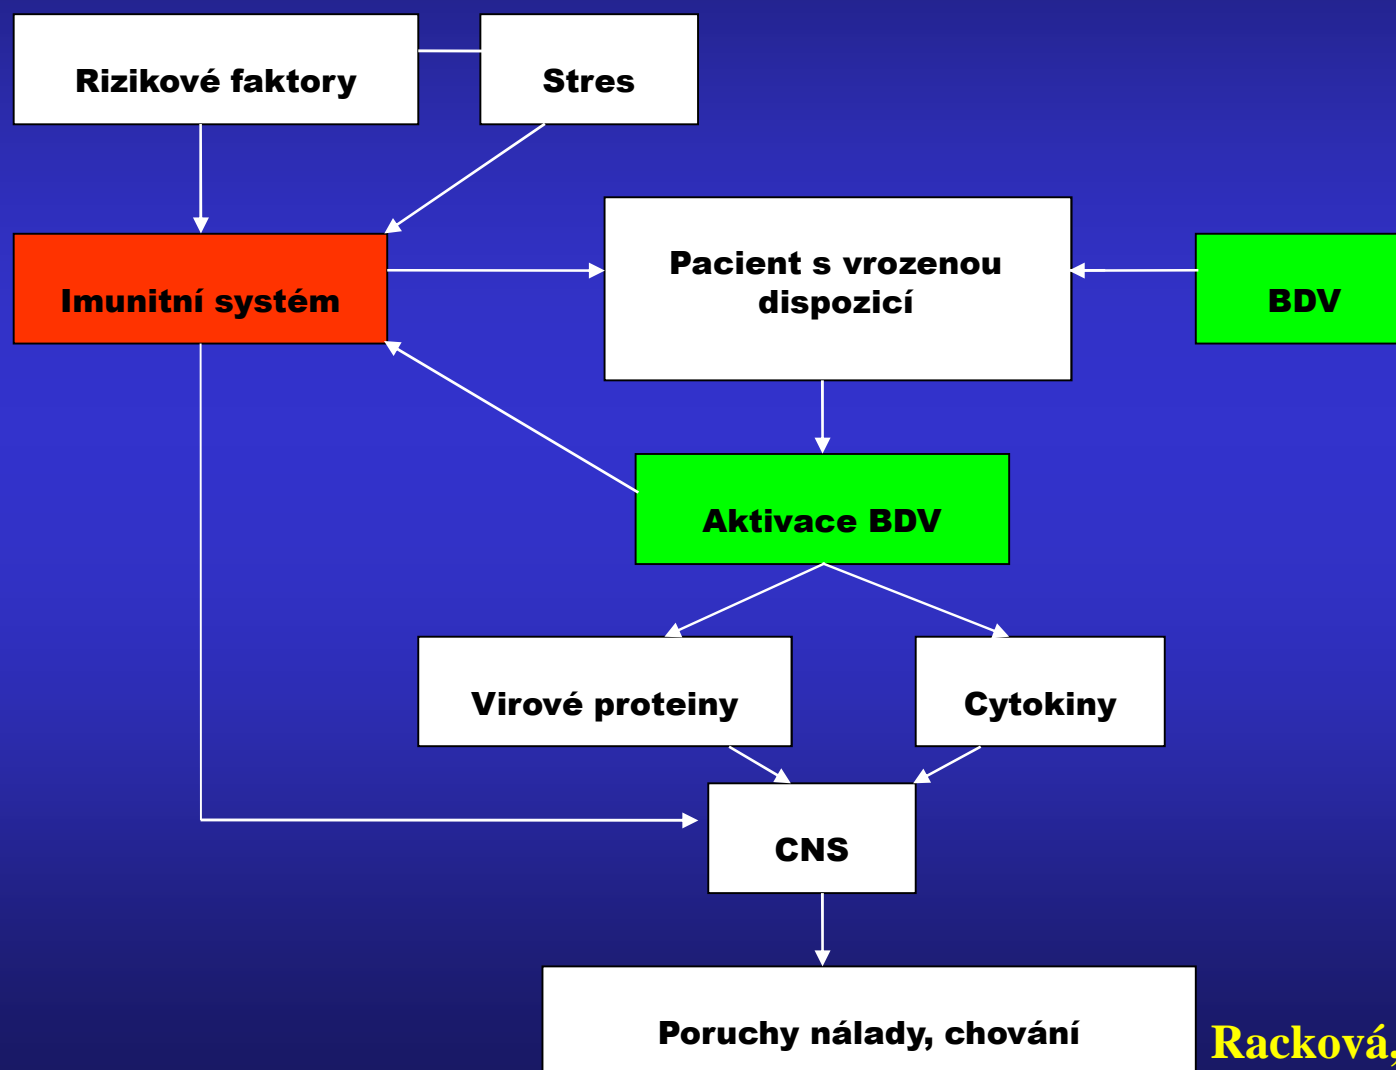 Rizikové faktory
Stres
Imunitní systém
Pacient s vrozenou
dispozicí
BDV
Aktivace BDV
Virové proteiny
Cytokiny
CNS
Poruchy nálady, chování
Racková,